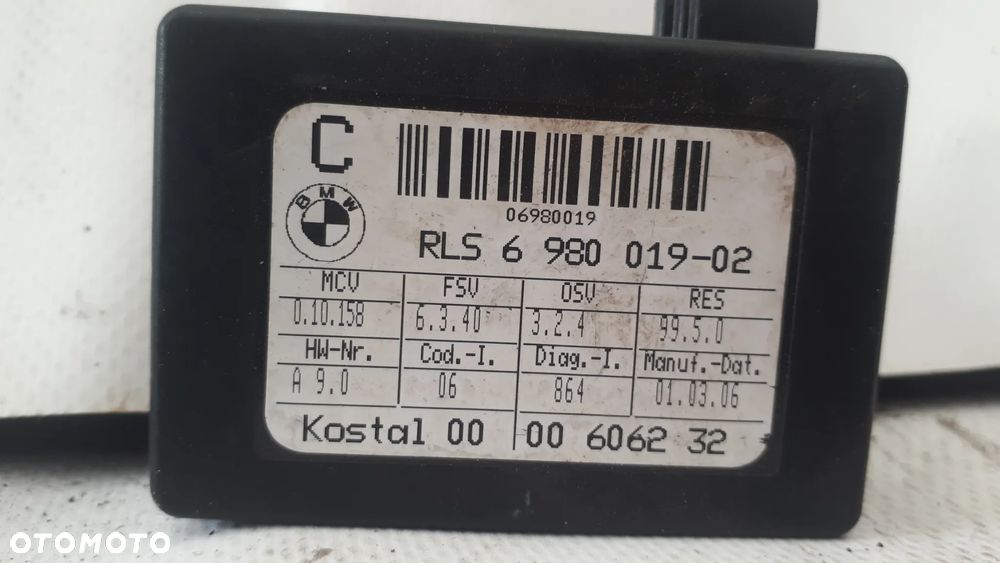 C
06980019
BMW
RLS 6 980 019-02
MCV FSV OSV RES
0.10.158 6.3.40 3.2.4 99.5.0
HW-Nr. Cod.-I. Diag.-I. Manuf.-Dat.
A 9.0 06 864 01.03.06
Kostal 00 00 6062 32
OTOMOTO